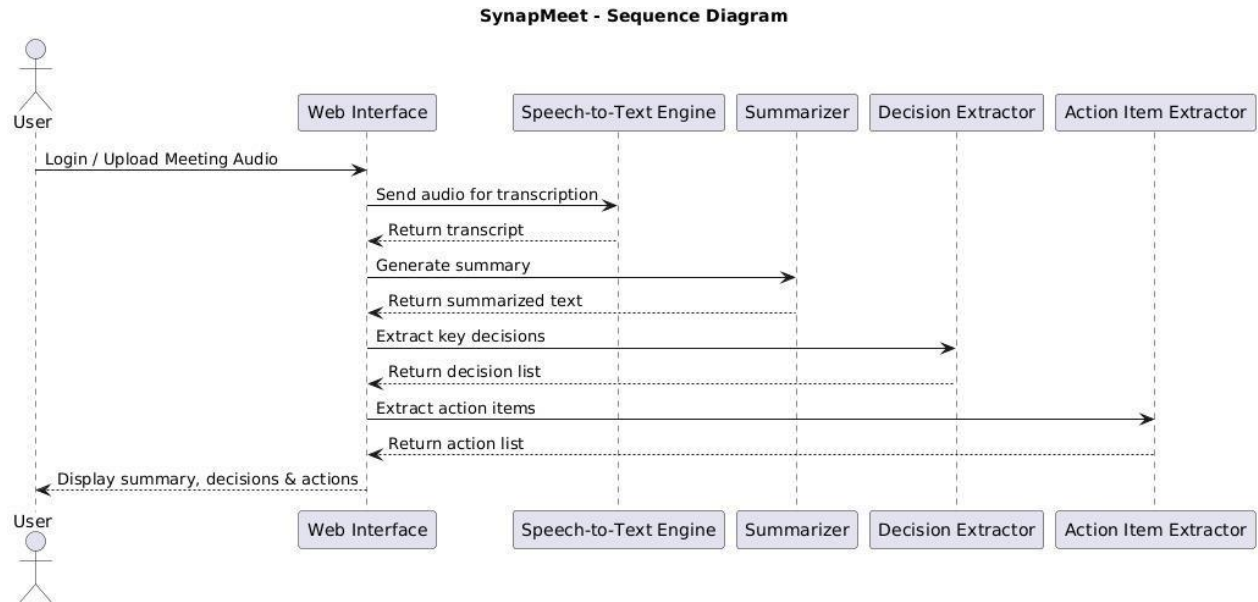 SynapMeet - Sequence Diagram
User
Web Interface
Speech-to-Text Engine
Summarizer
Decision Extractor
Action Item Extractor
Login / Upload Meeting Audio
Send audio for transcription
Return transcript
Generate summary
Return summarized text
Extract key decisions
Return decision list
Extract action items
Return action list
Display summary, decisions & actions
User
Web Interface
Speech-to-Text Engine
Summarizer
Decision Extractor
Action Item Extractor